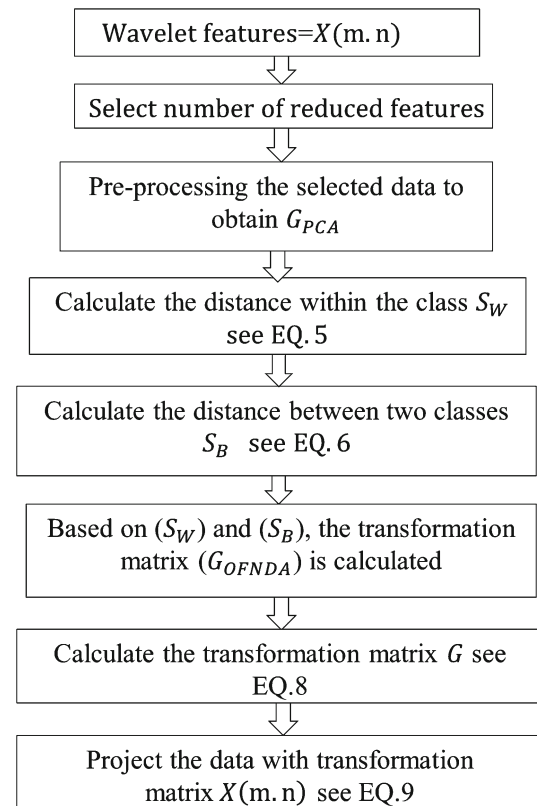 Wavelet features=X(m.n)
Select number of reduced features
Pre-processing the selected data to
obtain G_PCA
Calculate the distance within the class S_W
see EQ.5
Calculate the distance between two classes
S_B see EQ.6
Based on (S_W) and (S_B), the transformation
matrix (G_OFNDA) is calculated
Calculate the transformation matrix G see
EQ.8
Project the data with transformation
matrix X(m.n) see EQ.9